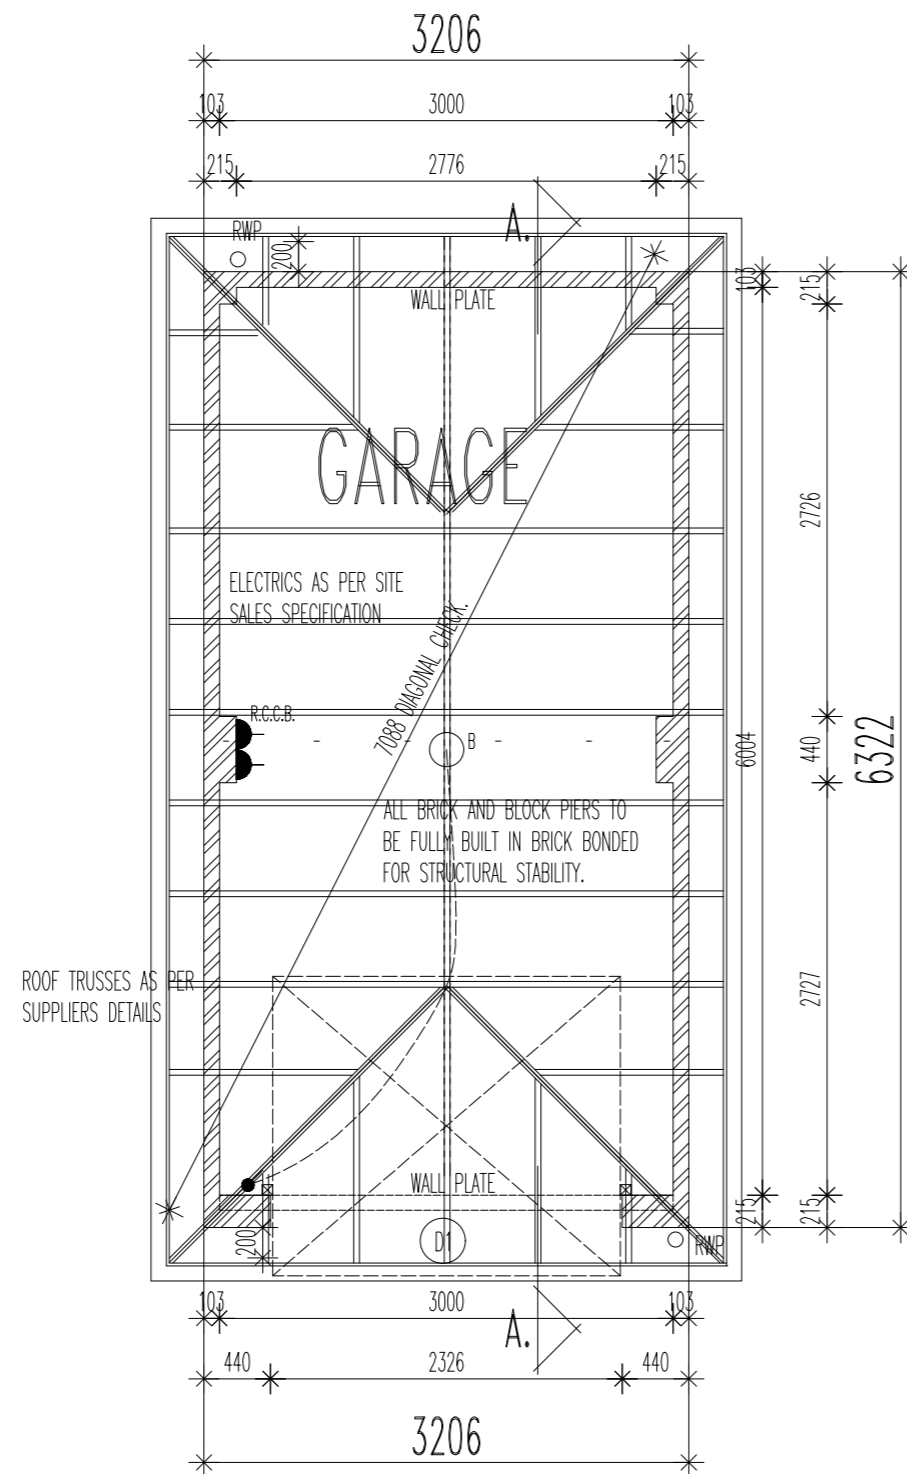 3206
103 3000 103
215 2776 215
A.
RWP
200
WALL PLATE
103
215
GARAGE
2726
ELECTRICS AS PER SITE
SALES SPECIFICATION
7088 DIAGONAL CHECK.
R.C.C.B.
B
6004
440
6322
ALL BRICK AND BLOCK PIERS TO
BE FULLY BUILT IN BRICK BONDED
FOR STRUCTURAL STABILITY.
ROOF TRUSSES AS PER
SUPPLIERS DETAILS
2727
WALL PLATE
215
215
200
D1
RWP
103 3000 103
A.
440 2326 440
3206